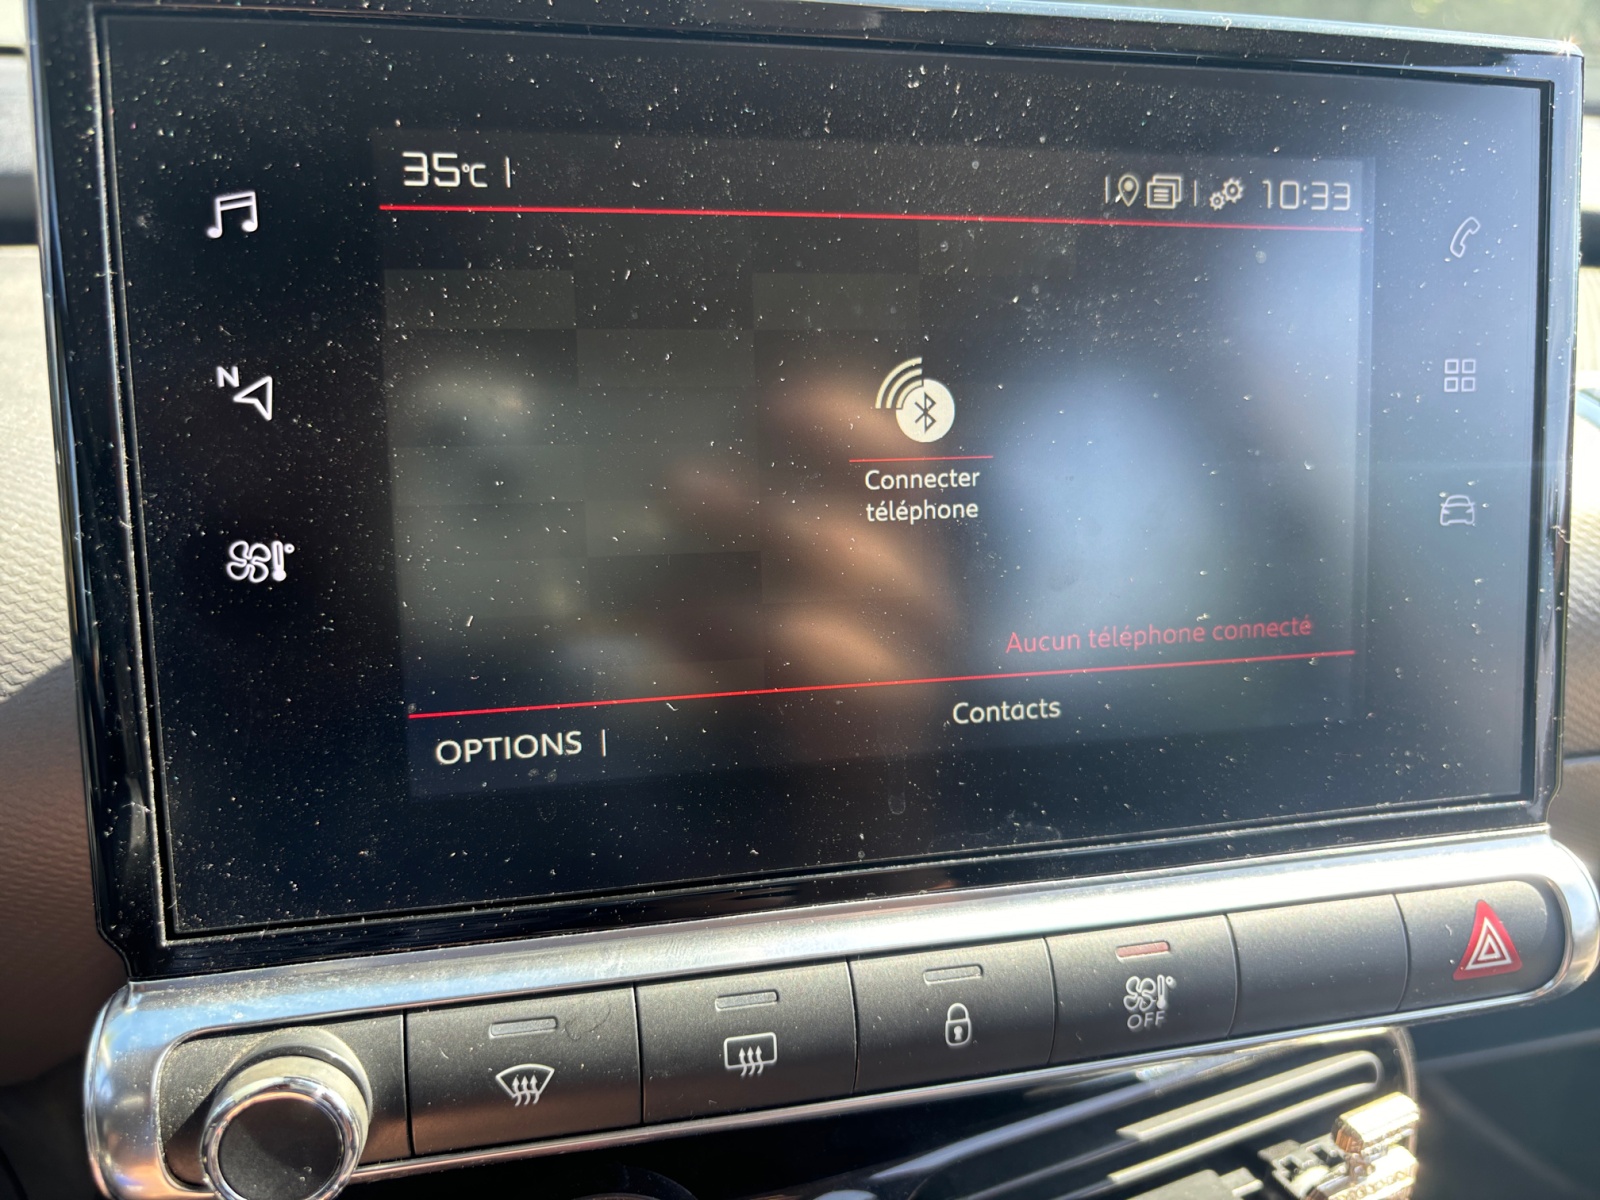 35°C
10:33
N
Connecter
téléphone
Aucun téléphone connecté
Contacts
OPTIONS
OFF